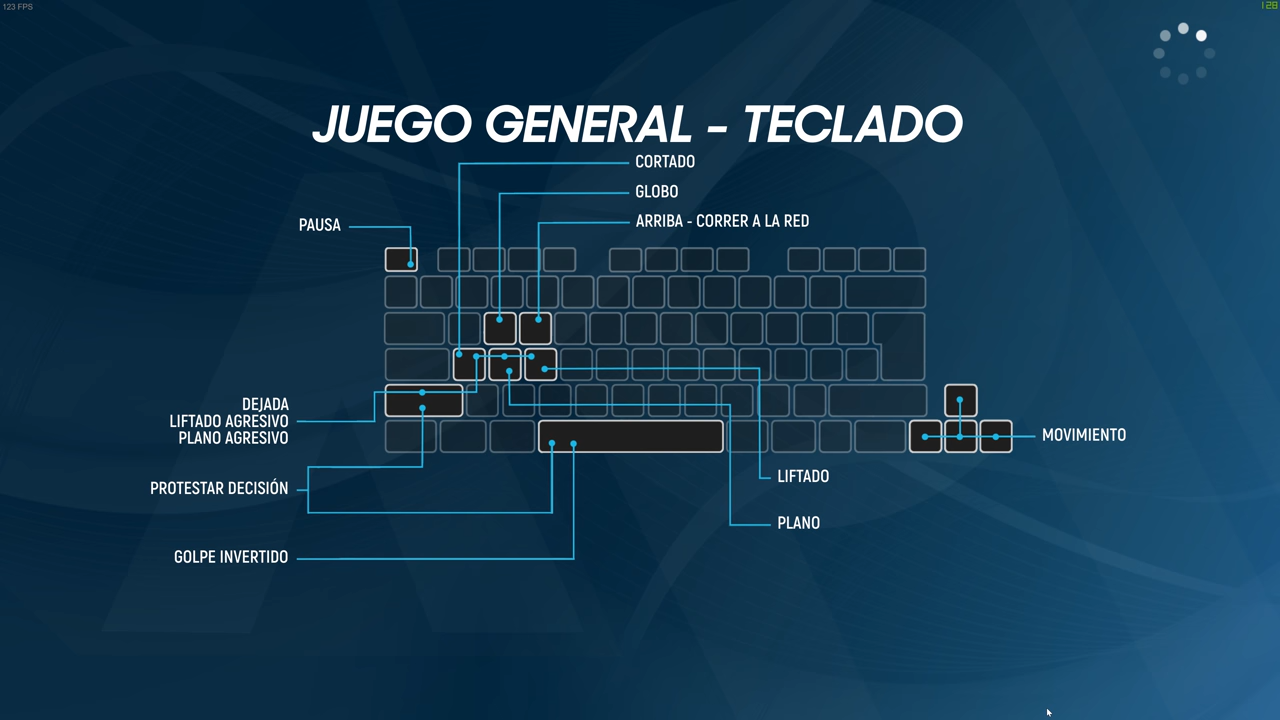 123 FPS
128
JUEGO GENERAL - TECLADO
CORTADO
GLOBO
ARRIBA - CORRER A LA RED
PAUSA
DEJADA
LIFTADO AGRESIVO
PLANO AGRESIVO
MOVIMIENTO
LIFTADO
PROTESTAR DECISIÓN
PLANO
GOLPE INVERTIDO